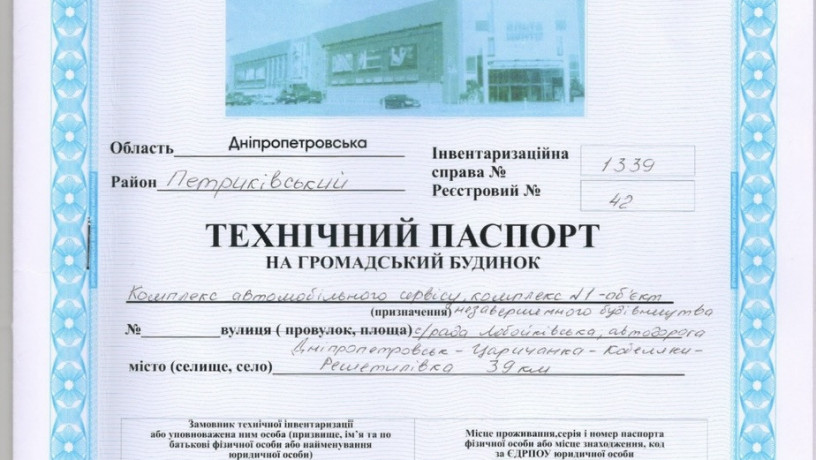 Область Дніпропетровська
Район Петриківський
Інвентаризаційна
справа № 1339
Реєстровий № 42
ТЕХНІЧНИЙ ПАСПОРТ
НА ГРОМАДСЬКИЙ БУДИНОК
Комплекс автомобільного сервісу, комплекс №1 - об'єкт
(призначення) незавершенного будівництва
№ вулиця ( провулок, площа) с/рада Лобойківська, автодорога
Дніпропетровськ - Царичанка - Кобеляки -
місто (селище, село) Решетилівка 39 км
Замовник технічної інвентаризації
або уповноважена ним особа (призвище, ім'я та по
батькові фізичної особи або найменування
юридичної особи)
Місце проживання,серія і номер паспорта
фізичної особи або місце знаходження, код
за ЄДРПОУ юридичної особи